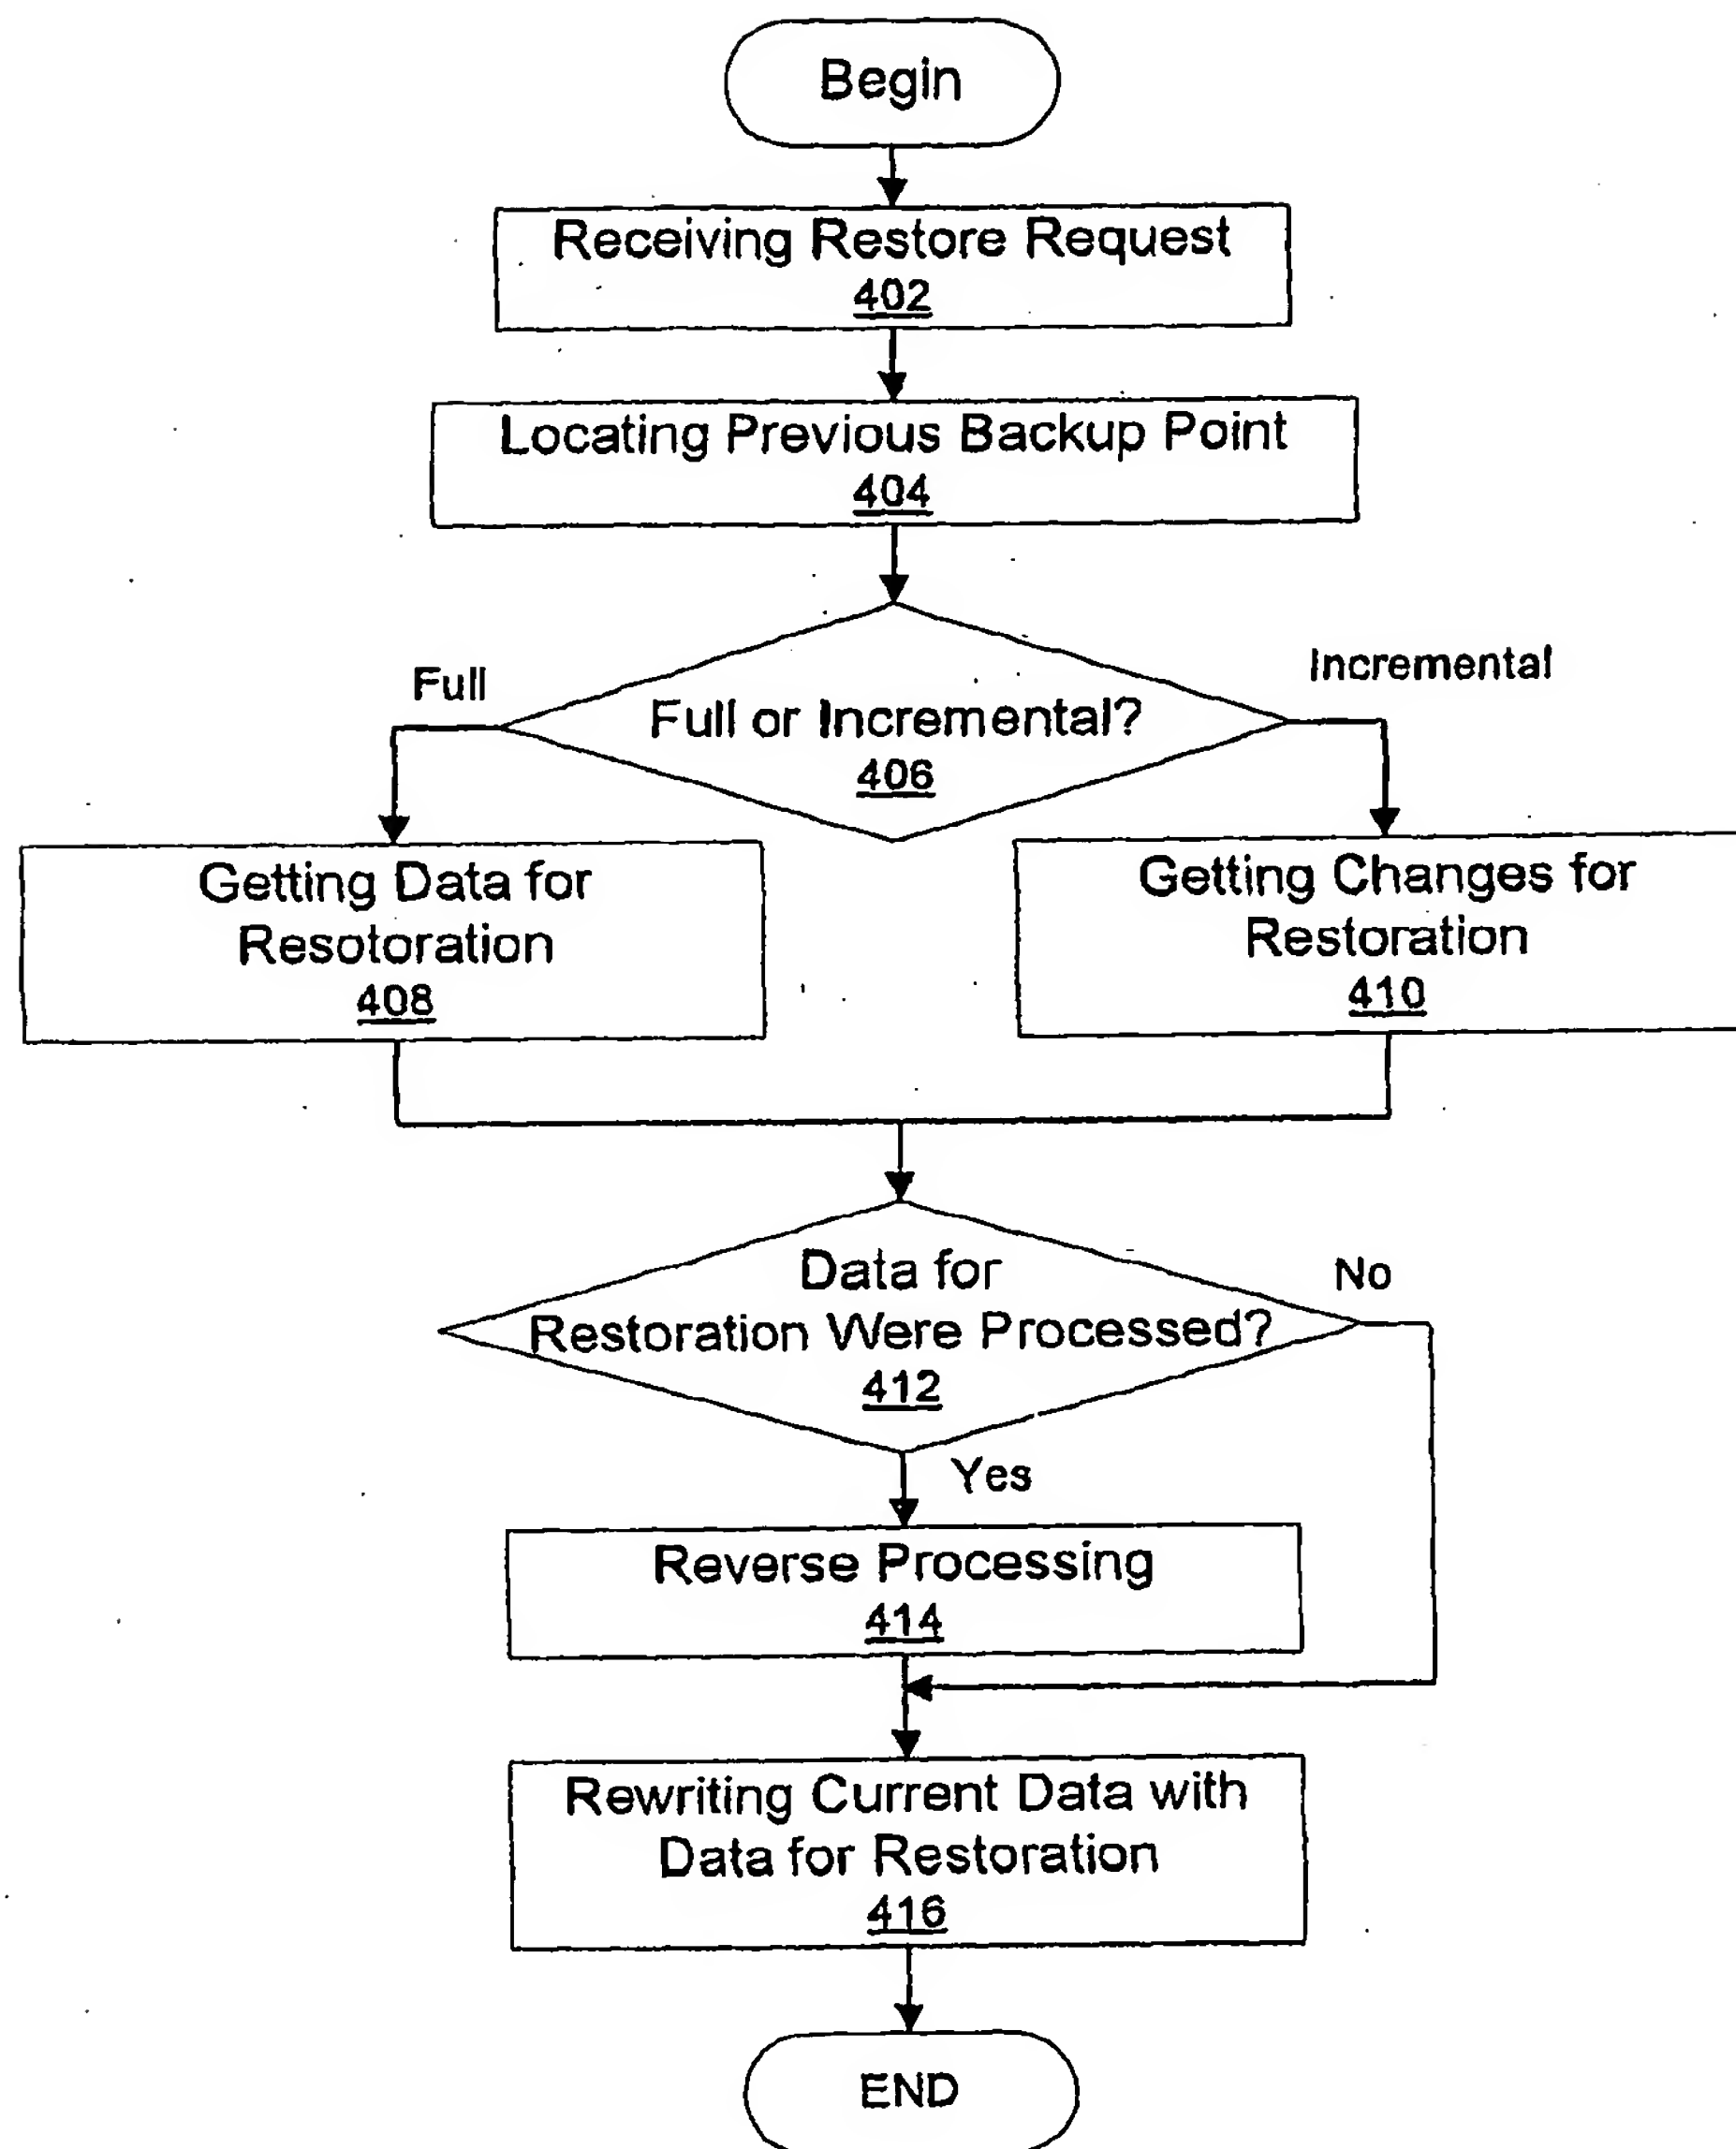 Begin
Receiving Restore Request
402
Locating Previous Backup Point
404
Full
Incremental
Full or Incremental?
406
Getting Data for
Resotoration
408
Getting Changes for
Restoration
410
Data for
Restoration Were Processed?
412
No
Yes
Reverse Processing
414
Rewriting Current Data with
Data for Restoration
416
END